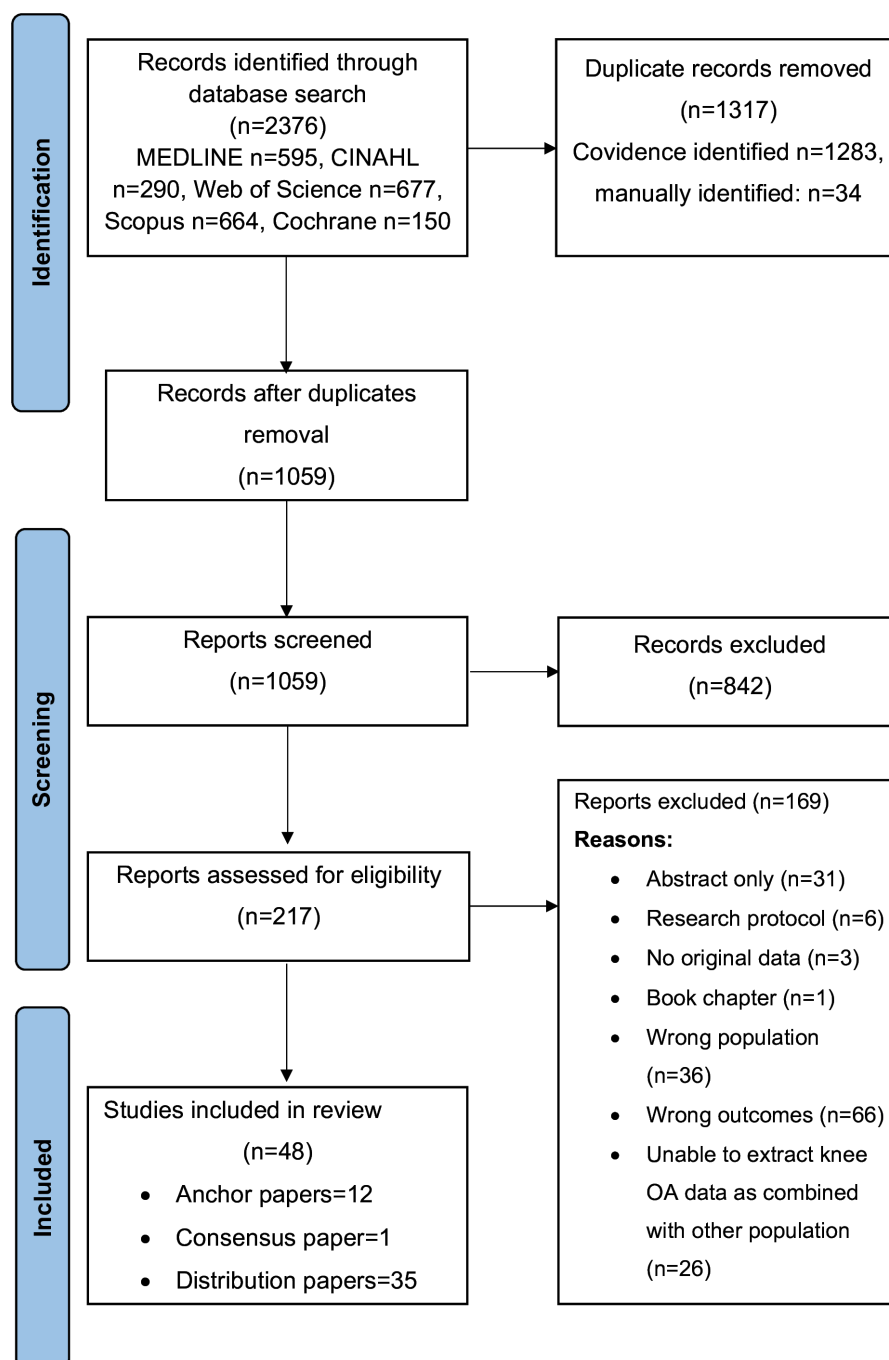 Identification
Records identified through
database search
(n=2376)
MEDLINE n=595, CINAHL
n=290, Web of Science n=677,
Scopus n=664, Cochrane n=150
Duplicate records removed
(n=1317)
Covidence identified n=1283,
manually identified: n=34
Records after duplicates
removal
(n=1059)
Screening
Reports screened
(n=1059)
Records excluded
(n=842)
Reports assessed for eligibility
(n=217)
Reports excluded (n=169)
Reasons:
• Abstract only (n=31)
• Research protocol (n=6)
• No original data (n=3)
• Book chapter (n=1)
• Wrong population
(n=36)
• Wrong outcomes (n=66)
• Unable to extract knee
OA data as combined
with other population
(n=26)
Included
Studies included in review
(n=48)
• Anchor papers=12
• Consensus paper=1
• Distribution papers=35